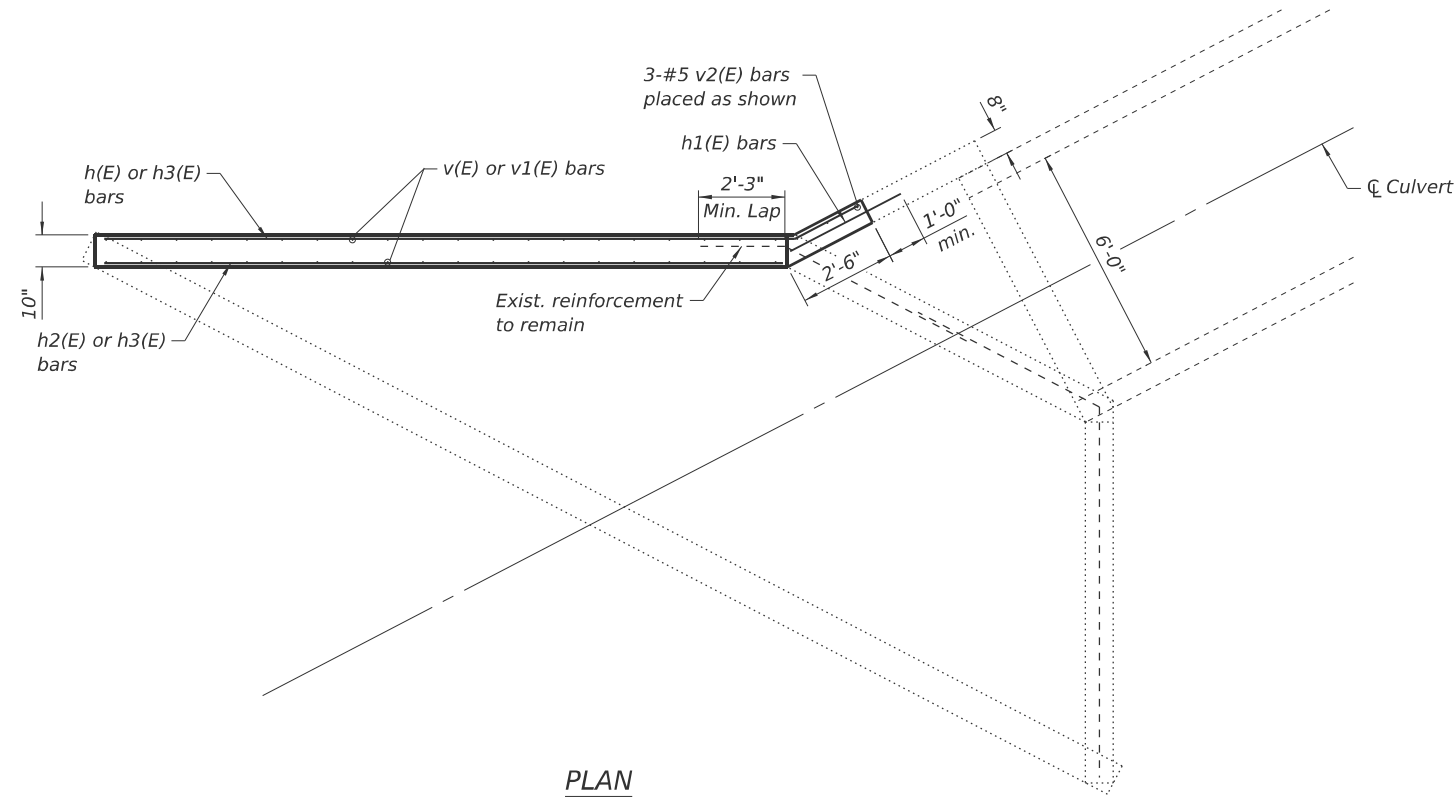 8"
3-#5 v2(E) bars
placed as shown
h1(E) bars
h(E) or h3(E)
bars
v(E) or v1(E) bars
2'-3"
Min. Lap
℄ Culvert
1'-0"
min.
6'-0"
2'-6"
10"
Exist. reinforcement
to remain
h2(E) or h3(E)
bars
PLAN